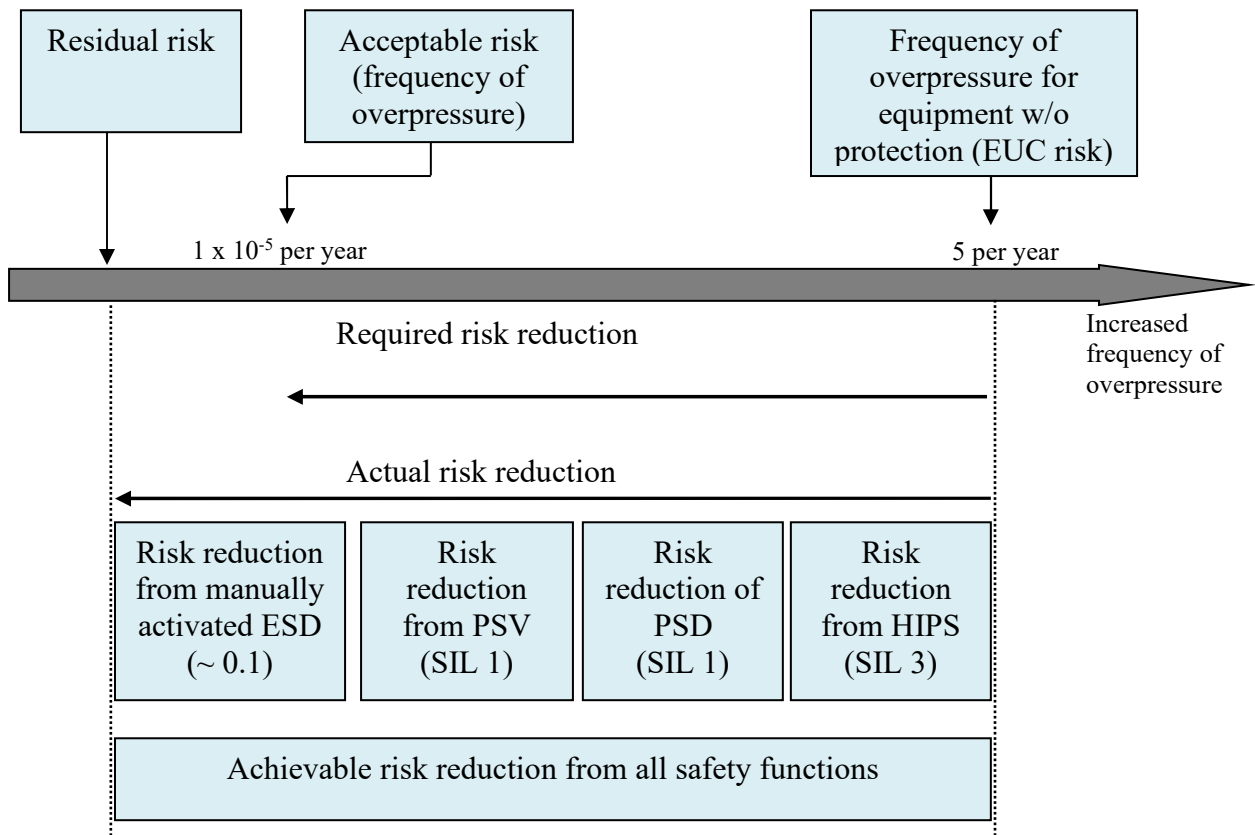 Residual risk
Acceptable risk
(frequency of
overpressure)
Frequency of
overpressure for
equipment w/o
protection (EUC risk)
1 x 10⁻⁵ per year
5 per year
Increased
frequency of
overpressure
Required risk reduction
Actual risk reduction
Risk reduction
from manually
activated ESD
(~ 0.1)
Risk
reduction
from PSV
(SIL 1)
Risk
reduction of
PSD
(SIL 1)
Risk
reduction
from HIPS
(SIL 3)
Achievable risk reduction from all safety functions